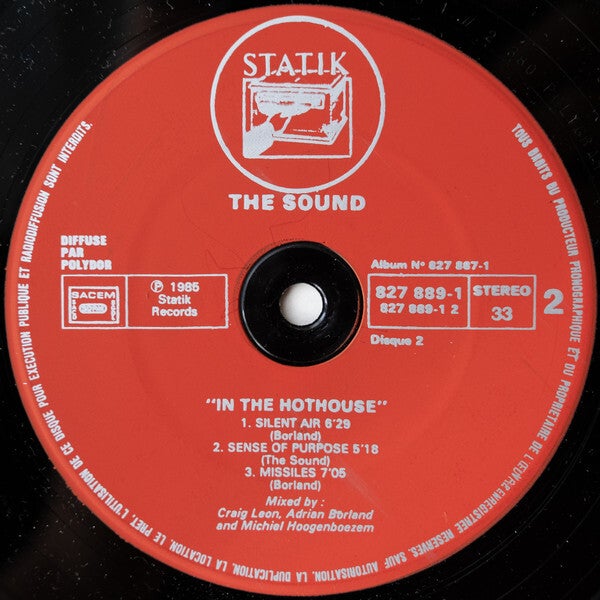 STATIK
THE SOUND
DIFFUSE
PAR
POLYDOR
SACEM
℗ 1985
Statik
Records
Album N° 827 887-1
827 889-1
827 889-1 2
STEREO
33
2
Disque 2
"IN THE HOTHOUSE"
1. SILENT AIR 6'29
(Borland)
2. SENSE OF PURPOSE 5'18
(The Sound)
3. MISSILES 7'05
(Borland)
Mixed by :
Craig Leon, Adrian Borland
and Michiel Hoogenboezem
TOUS DROITS DU PRODUCTEUR PHONOGRAPHIQUE ET DU PROPRIETAIRE DE L'ŒUVRE ENREGISTREE RESERVES. SAUF AUTORISATION, LA DUPLICATION, LA LOCATION, LE PRET, L'UTILISATION DE CE DISQUE POUR EXECUTION PUBLIQUE ET RADIODIFFUSION SONT INTERDITS.